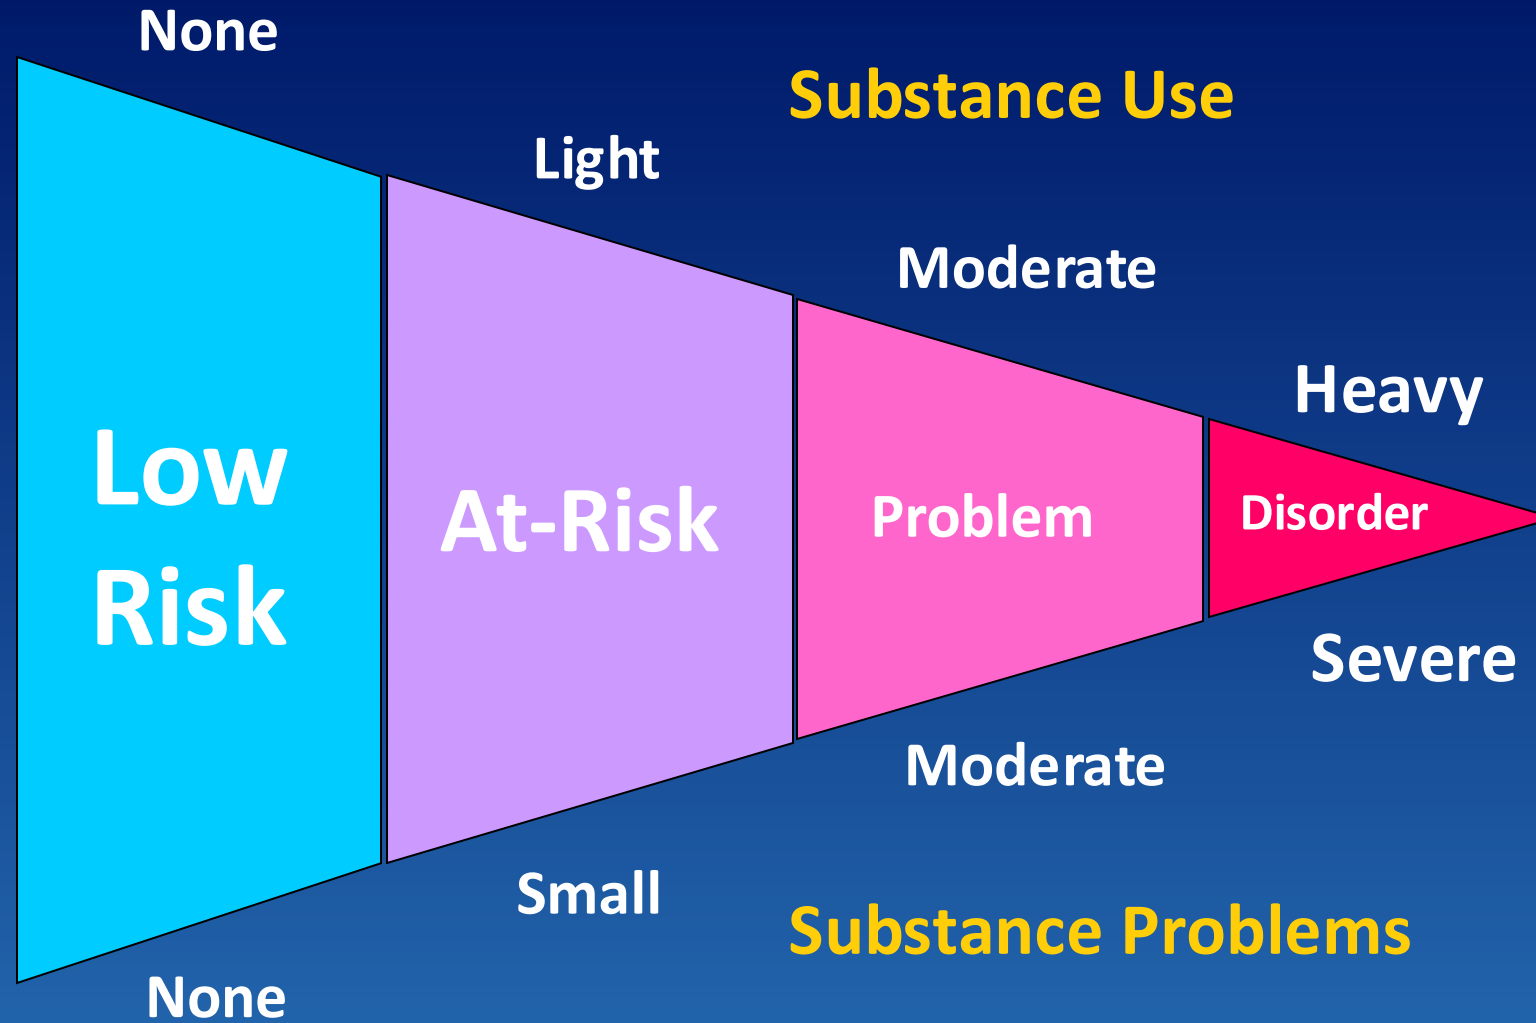 None
Substance Use
Light
Moderate
Heavy
Low
Risk
At-Risk
Problem
Disorder
Severe
Moderate
Small
Substance Problems
None